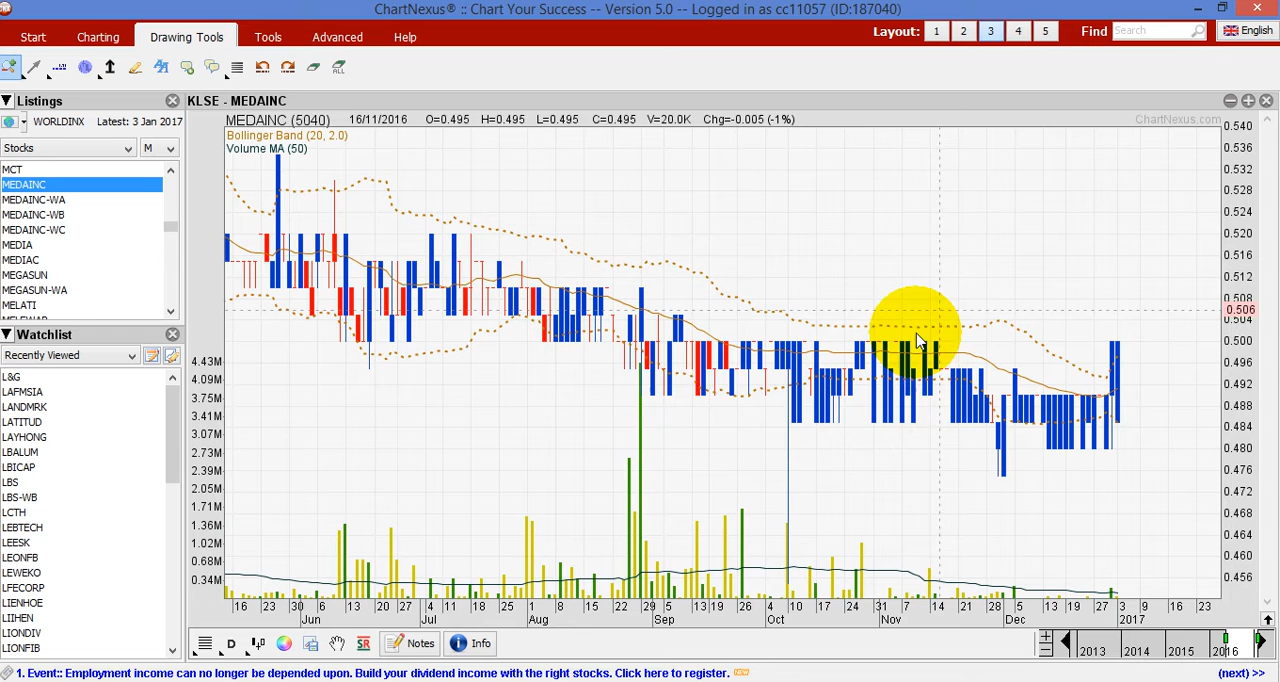 ChartNexus® :: Chart Your Success -- Version 5.0 -- Logged in as cc11057 (ID:187040)
Start Charting Drawing Tools Tools Advanced Help Layout: 1 2 3 4 5 Find Search English
ALL
Listings
WORLDINX Latest: 3 Jan 2017
Stocks M
MCT
MEDAINC
MEDAINC-WA
MEDAINC-WB
MEDAINC-WC
MEDIA
MEDIAC
MEGASUN
MEGASUN-WA
MELATI
Watchlist
Recently Viewed
L&G
LAFMSIA
LANDMRK
LATITUD
LAYHONG
LBALUM
LBICAP
LBS
LBS-WB
LCTH
LEBTECH
LEESK
LEONFB
LEWEKO
LFECORP
LIENHOE
LIIHEN
LIONDIV
LIONFIB
KLSE - MEDAINC
MEDAINC (5040) 16/11/2016 O=0.495 H=0.495 L=0.495 C=0.495 V=20.0K Chg=-0.005 (-1%) ChartNexus.com
Bollinger Band (20, 2.0)
Volume MA (50)
0.540
0.536
0.532
0.528
0.524
0.520
0.516
0.512
0.508
0.506
0.504
0.500
0.496
0.492
0.488
0.484
0.480
0.476
0.472
0.468
0.464
0.460
0.456
4.43M
4.09M
3.75M
3.41M
3.07M
2.73M
2.39M
2.05M
1.71M
1.36M
1.02M
0.68M
0.34M
16 23 30 6 13 20 27 4 11 18 25 1 8 15 22 29 5 13 19 26 4 10 17 24 31 7 14 21 28 5 13 19 27 3 9 16 23
Jun Jul Aug Sep Oct Nov Dec 2017
D SR Notes Info 2013 2014 2015 2016
1. Event:: Employment income can no longer be depended upon. Build your dividend income with the right stocks. Click here to register. NEW (next) >>